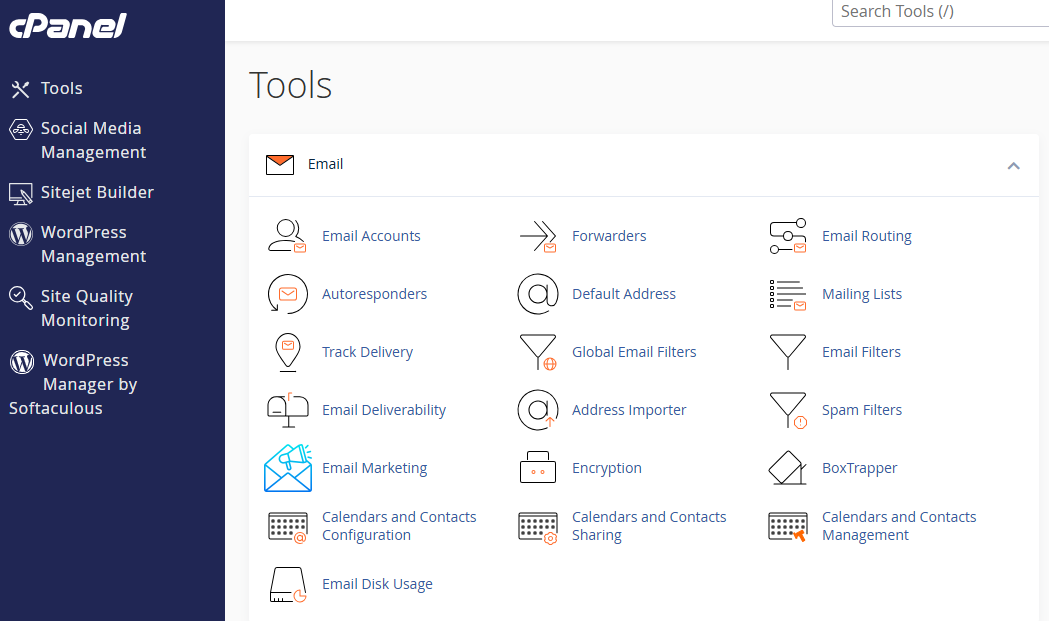 cPanel
Search Tools (/)
Tools
Social Media
Management
Sitejet Builder
WordPress
Management
Site Quality
Monitoring
WordPress
Manager by
Softaculous
Tools
Email
Email Accounts
Forwarders
Email Routing
Autoresponders
Default Address
Mailing Lists
Track Delivery
Global Email Filters
Email Filters
Email Deliverability
Address Importer
Spam Filters
Email Marketing
Encryption
BoxTrapper
Calendars and Contacts
Configuration
Calendars and Contacts
Sharing
Calendars and Contacts
Management
Email Disk Usage